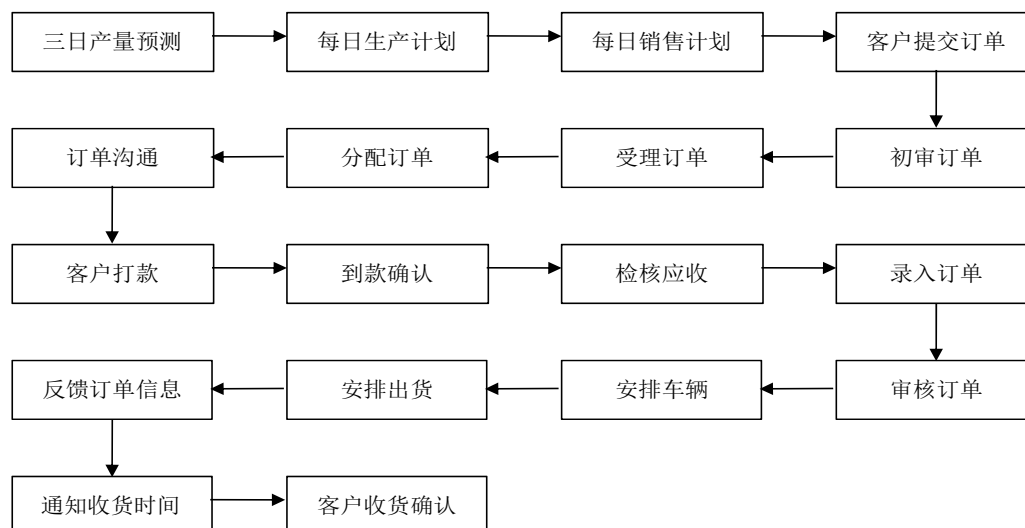 三日产量预测
每日生产计划
每日销售计划
客户提交订单
订单沟通
分配订单
受理订单
初审订单
客户打款
到款确认
检核应收
录入订单
反馈订单信息
安排出货
安排车辆
审核订单
通知收货时间
客户收货确认